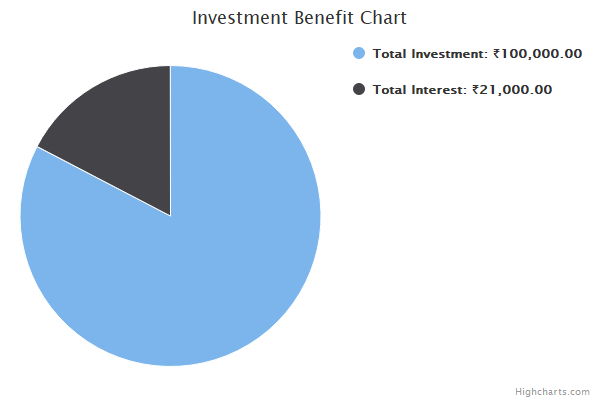 Investment Benefit Chart
Total Investment: ₹100,000.00
Total Interest: ₹21,000.00
Highcharts.com